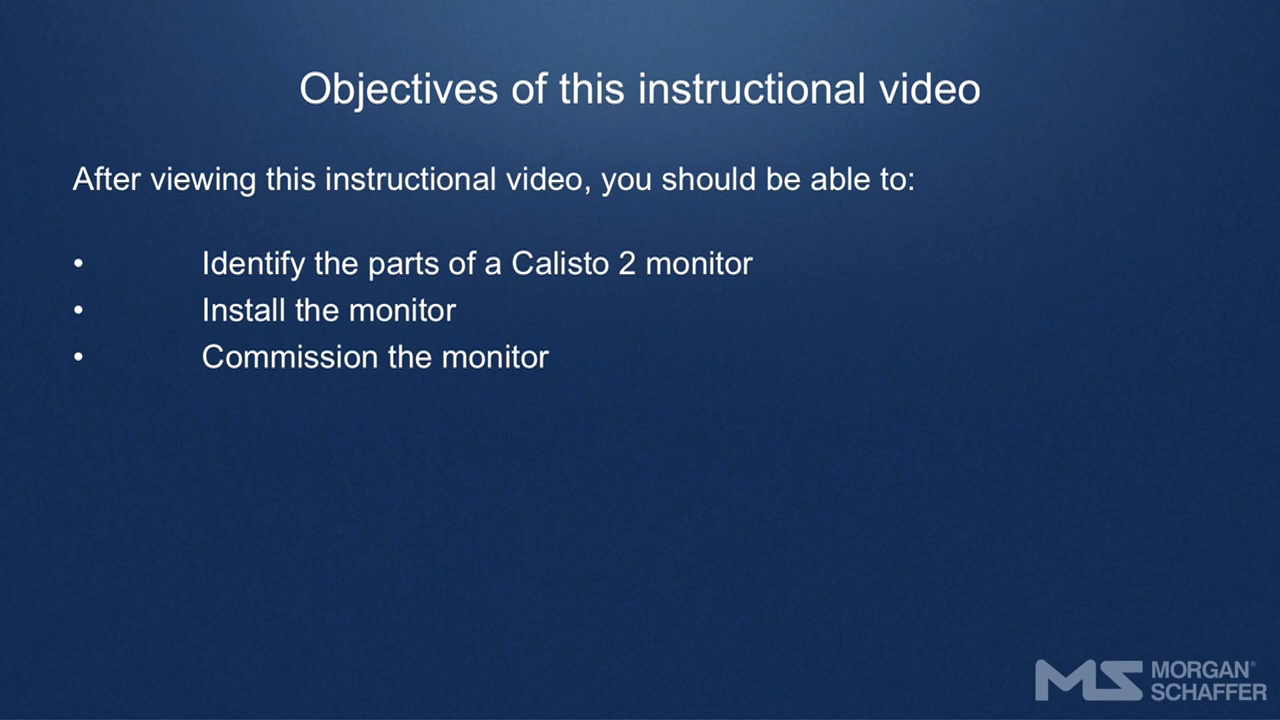 Objectives of this instructional video
After viewing this instructional video, you should be able to:
• Identify the parts of a Calisto 2 monitor
• Install the monitor
• Commission the monitor
MS MORGAN®
SCHAFFER